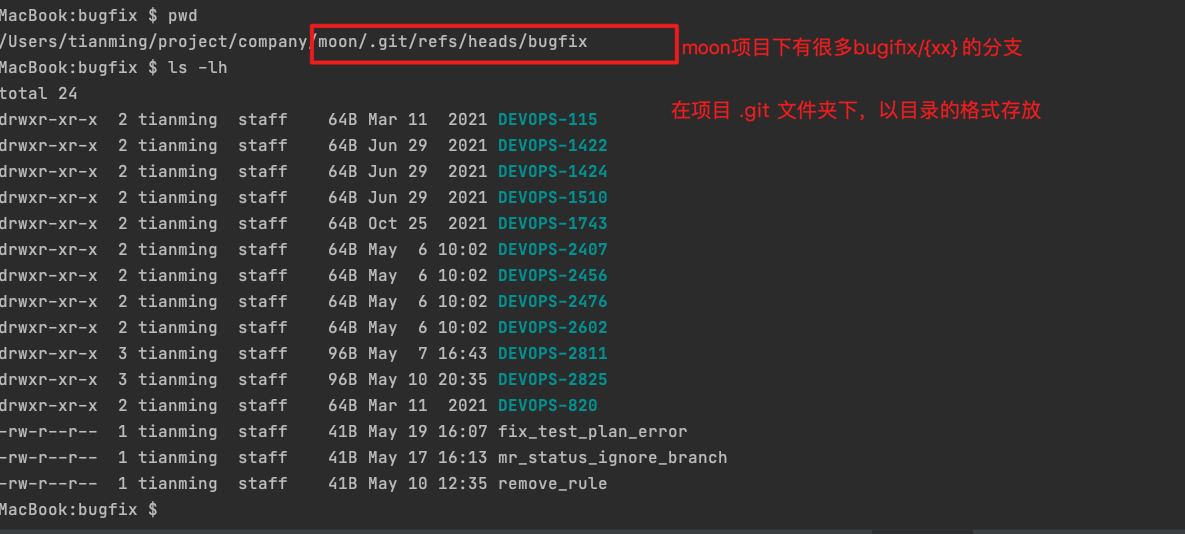 MacBook:bugfix $ pwd
/Users/tianming/project/company/moon/.git/refs/heads/bugfix
moon项目下有很多bugifix/{xx} 的分支
MacBook:bugfix $ ls -lh
total 24
在项目 .git 文件夹下，以目录的格式存放
drwxr-xr-x  2 tianming  staff    64B Mar 11  2021 DEVOPS-115
drwxr-xr-x  2 tianming  staff    64B Jun 29  2021 DEVOPS-1422
drwxr-xr-x  2 tianming  staff    64B Jun 29  2021 DEVOPS-1424
drwxr-xr-x  2 tianming  staff    64B Jun 29  2021 DEVOPS-1510
drwxr-xr-x  2 tianming  staff    64B Oct 25  2021 DEVOPS-1743
drwxr-xr-x  2 tianming  staff    64B May  6 10:02 DEVOPS-2407
drwxr-xr-x  2 tianming  staff    64B May  6 10:02 DEVOPS-2456
drwxr-xr-x  2 tianming  staff    64B May  6 10:02 DEVOPS-2476
drwxr-xr-x  2 tianming  staff    64B May  6 10:02 DEVOPS-2602
drwxr-xr-x  3 tianming  staff    96B May  7 16:43 DEVOPS-2811
drwxr-xr-x  3 tianming  staff    96B May 10 20:35 DEVOPS-2825
drwxr-xr-x  2 tianming  staff    64B Mar 11  2021 DEVOPS-820
-rw-r--r--  1 tianming  staff    41B May 19 16:07 fix_test_plan_error
-rw-r--r--  1 tianming  staff    41B May 17 16:13 mr_status_ignore_branch
-rw-r--r--  1 tianming  staff    41B May 10 12:35 remove_rule
MacBook:bugfix $